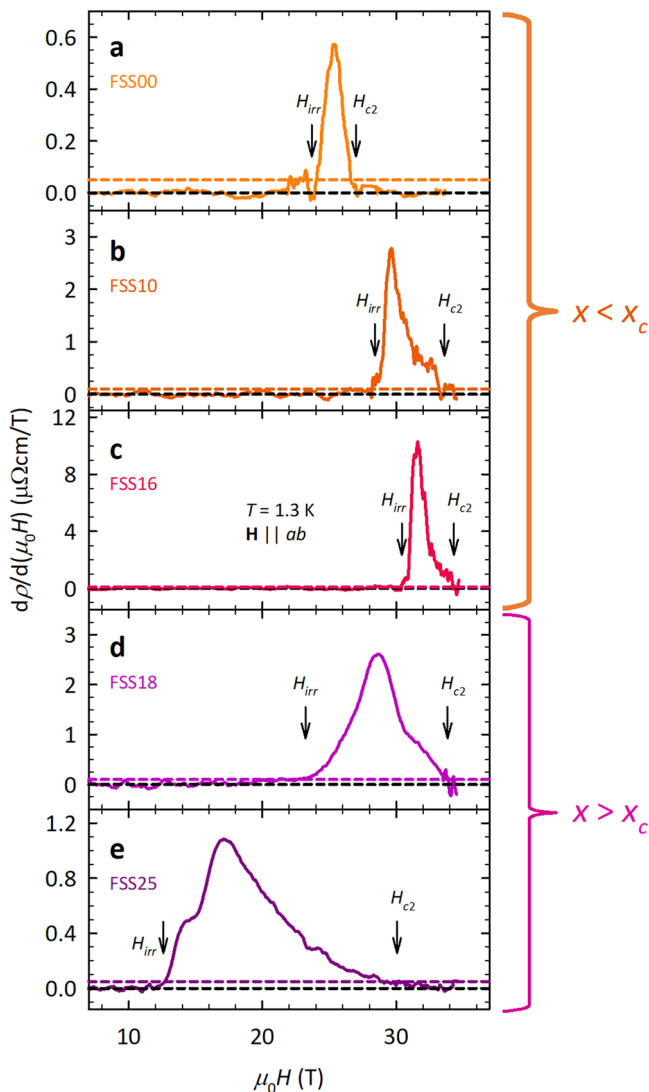 a
FSS00
H_irr
H_c2
0.6
0.4
0.2
0.0
b
FSS10
H_irr
H_c2
3
2
1
0
x < x_c
c
FSS16
T = 1.3 K
H || ab
H_irr
H_c2
12
8
4
0
dρ/d(μ₀H) (μΩcm/T)
d
FSS18
H_irr
H_c2
3
2
1
0
x > x_c
e
FSS25
H_irr
H_c2
1.2
0.8
0.4
0.0
10 20 30
μ₀H (T)